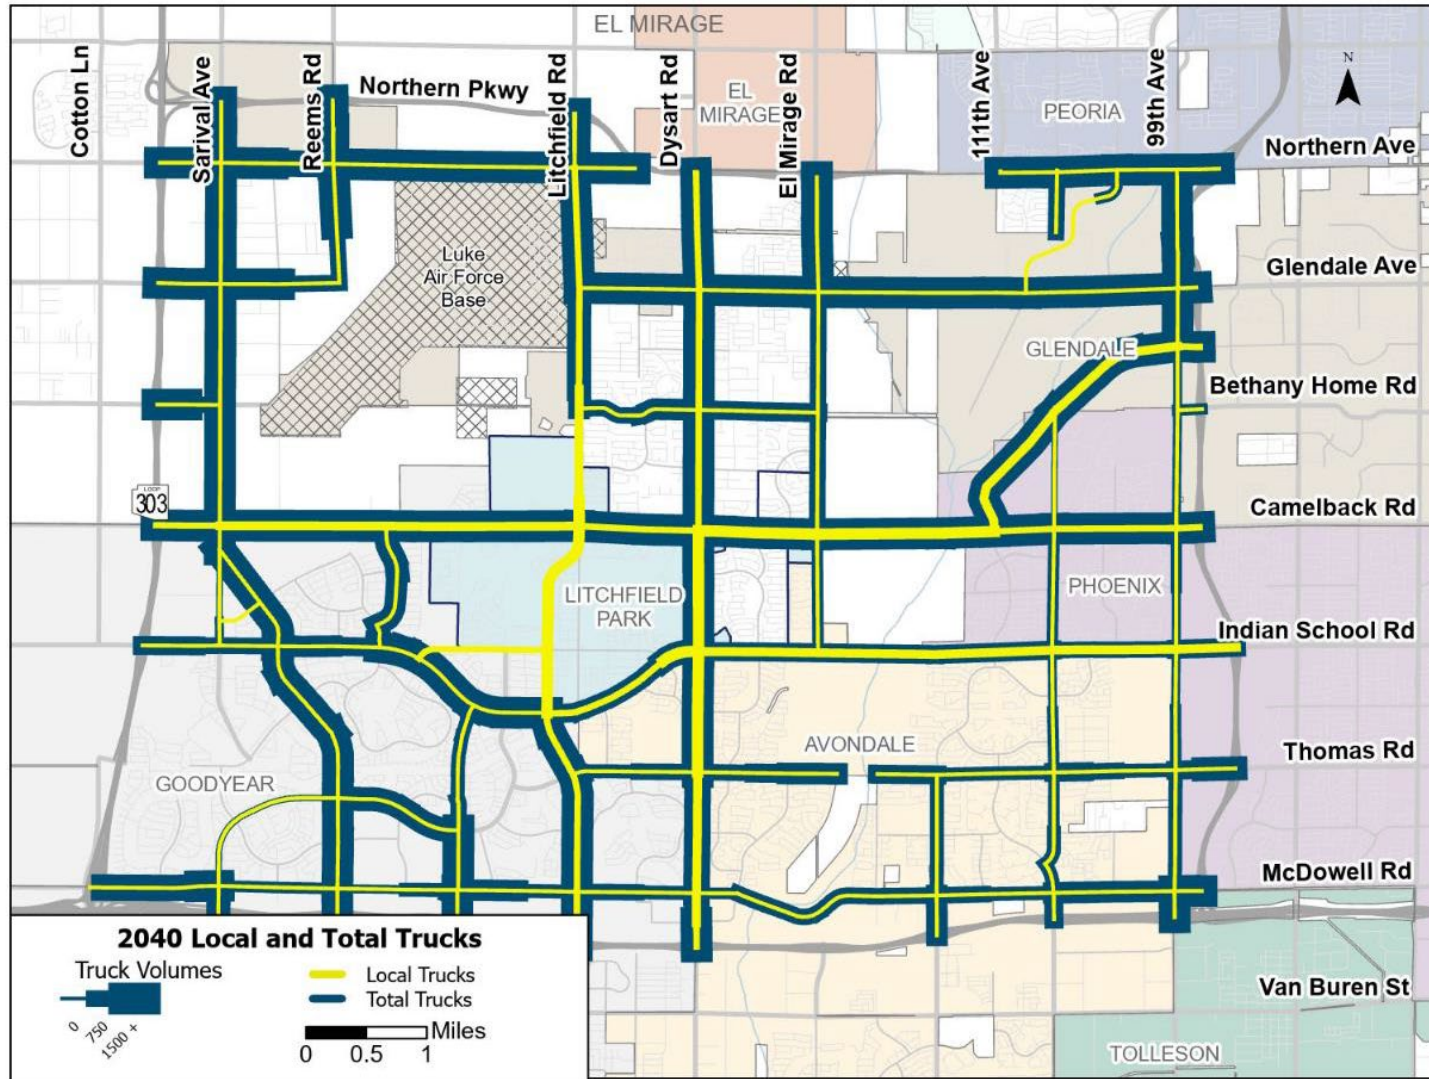 EL MIRAGE
Cotton Ln
Sarival Ave
Reems Rd
Northern Pkwy
Litchfield Rd
Dysart Rd
EL
MIRAGE
El Mirage Rd
111th Ave
PEORIA
99th Ave
N
Northern Ave
Luke
Air Force
Base
Glendale Ave
GLENDALE
Bethany Home Rd
LOOP
303
Camelback Rd
LITCHFIELD
PARK
PHOENIX
Indian School Rd
AVONDALE
Thomas Rd
GOODYEAR
McDowell Rd
2040 Local and Total Trucks
Truck Volumes
0
750
1500 +
Local Trucks
Total Trucks
Miles
0 0.5 1
Van Buren St
TOLLESON